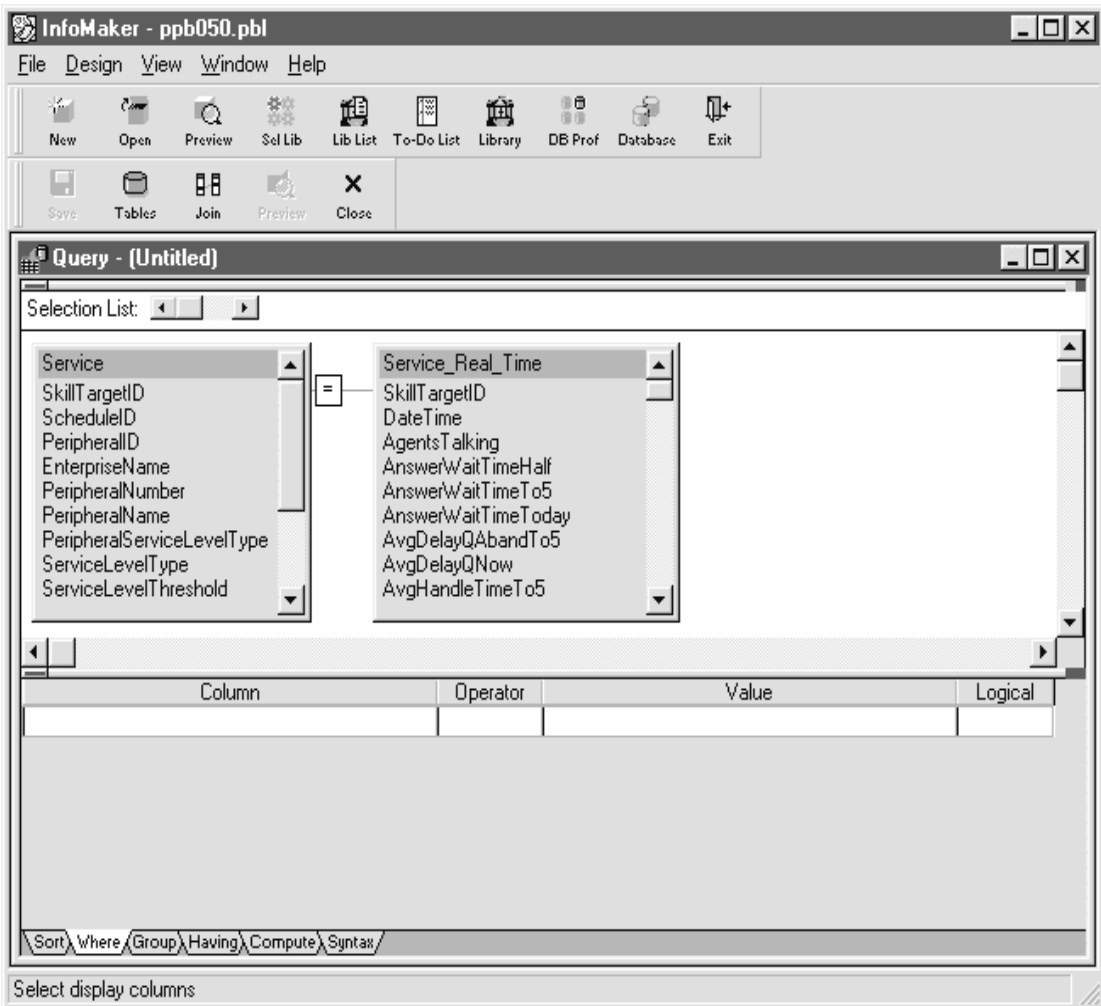 InfoMaker - ppb050.pbl
File Design View Window Help
New Open Preview Sel Lib Lib List To-Do List Library DB Prof Database Exit
Save Tables Join Preview Close
Query - (Untitled)
Selection List:
Service
SkillTargetID
ScheduleID
PeripheralID
EnterpriseName
PeripheralNumber
PeripheralName
PeripheralServiceLevelType
ServiceLevelType
ServiceLevelThreshold
=
Service_Real_Time
SkillTargetID
DateTime
AgentsTalking
AnswerWaitTimeHalf
AnswerWaitTimeTo5
AnswerWaitTimeToday
AvgDelayQAbandTo5
AvgDelayQNow
AvgHandleTimeTo5
Column Operator Value Logical
Sort Where Group Having Compute Syntax
Select display columns